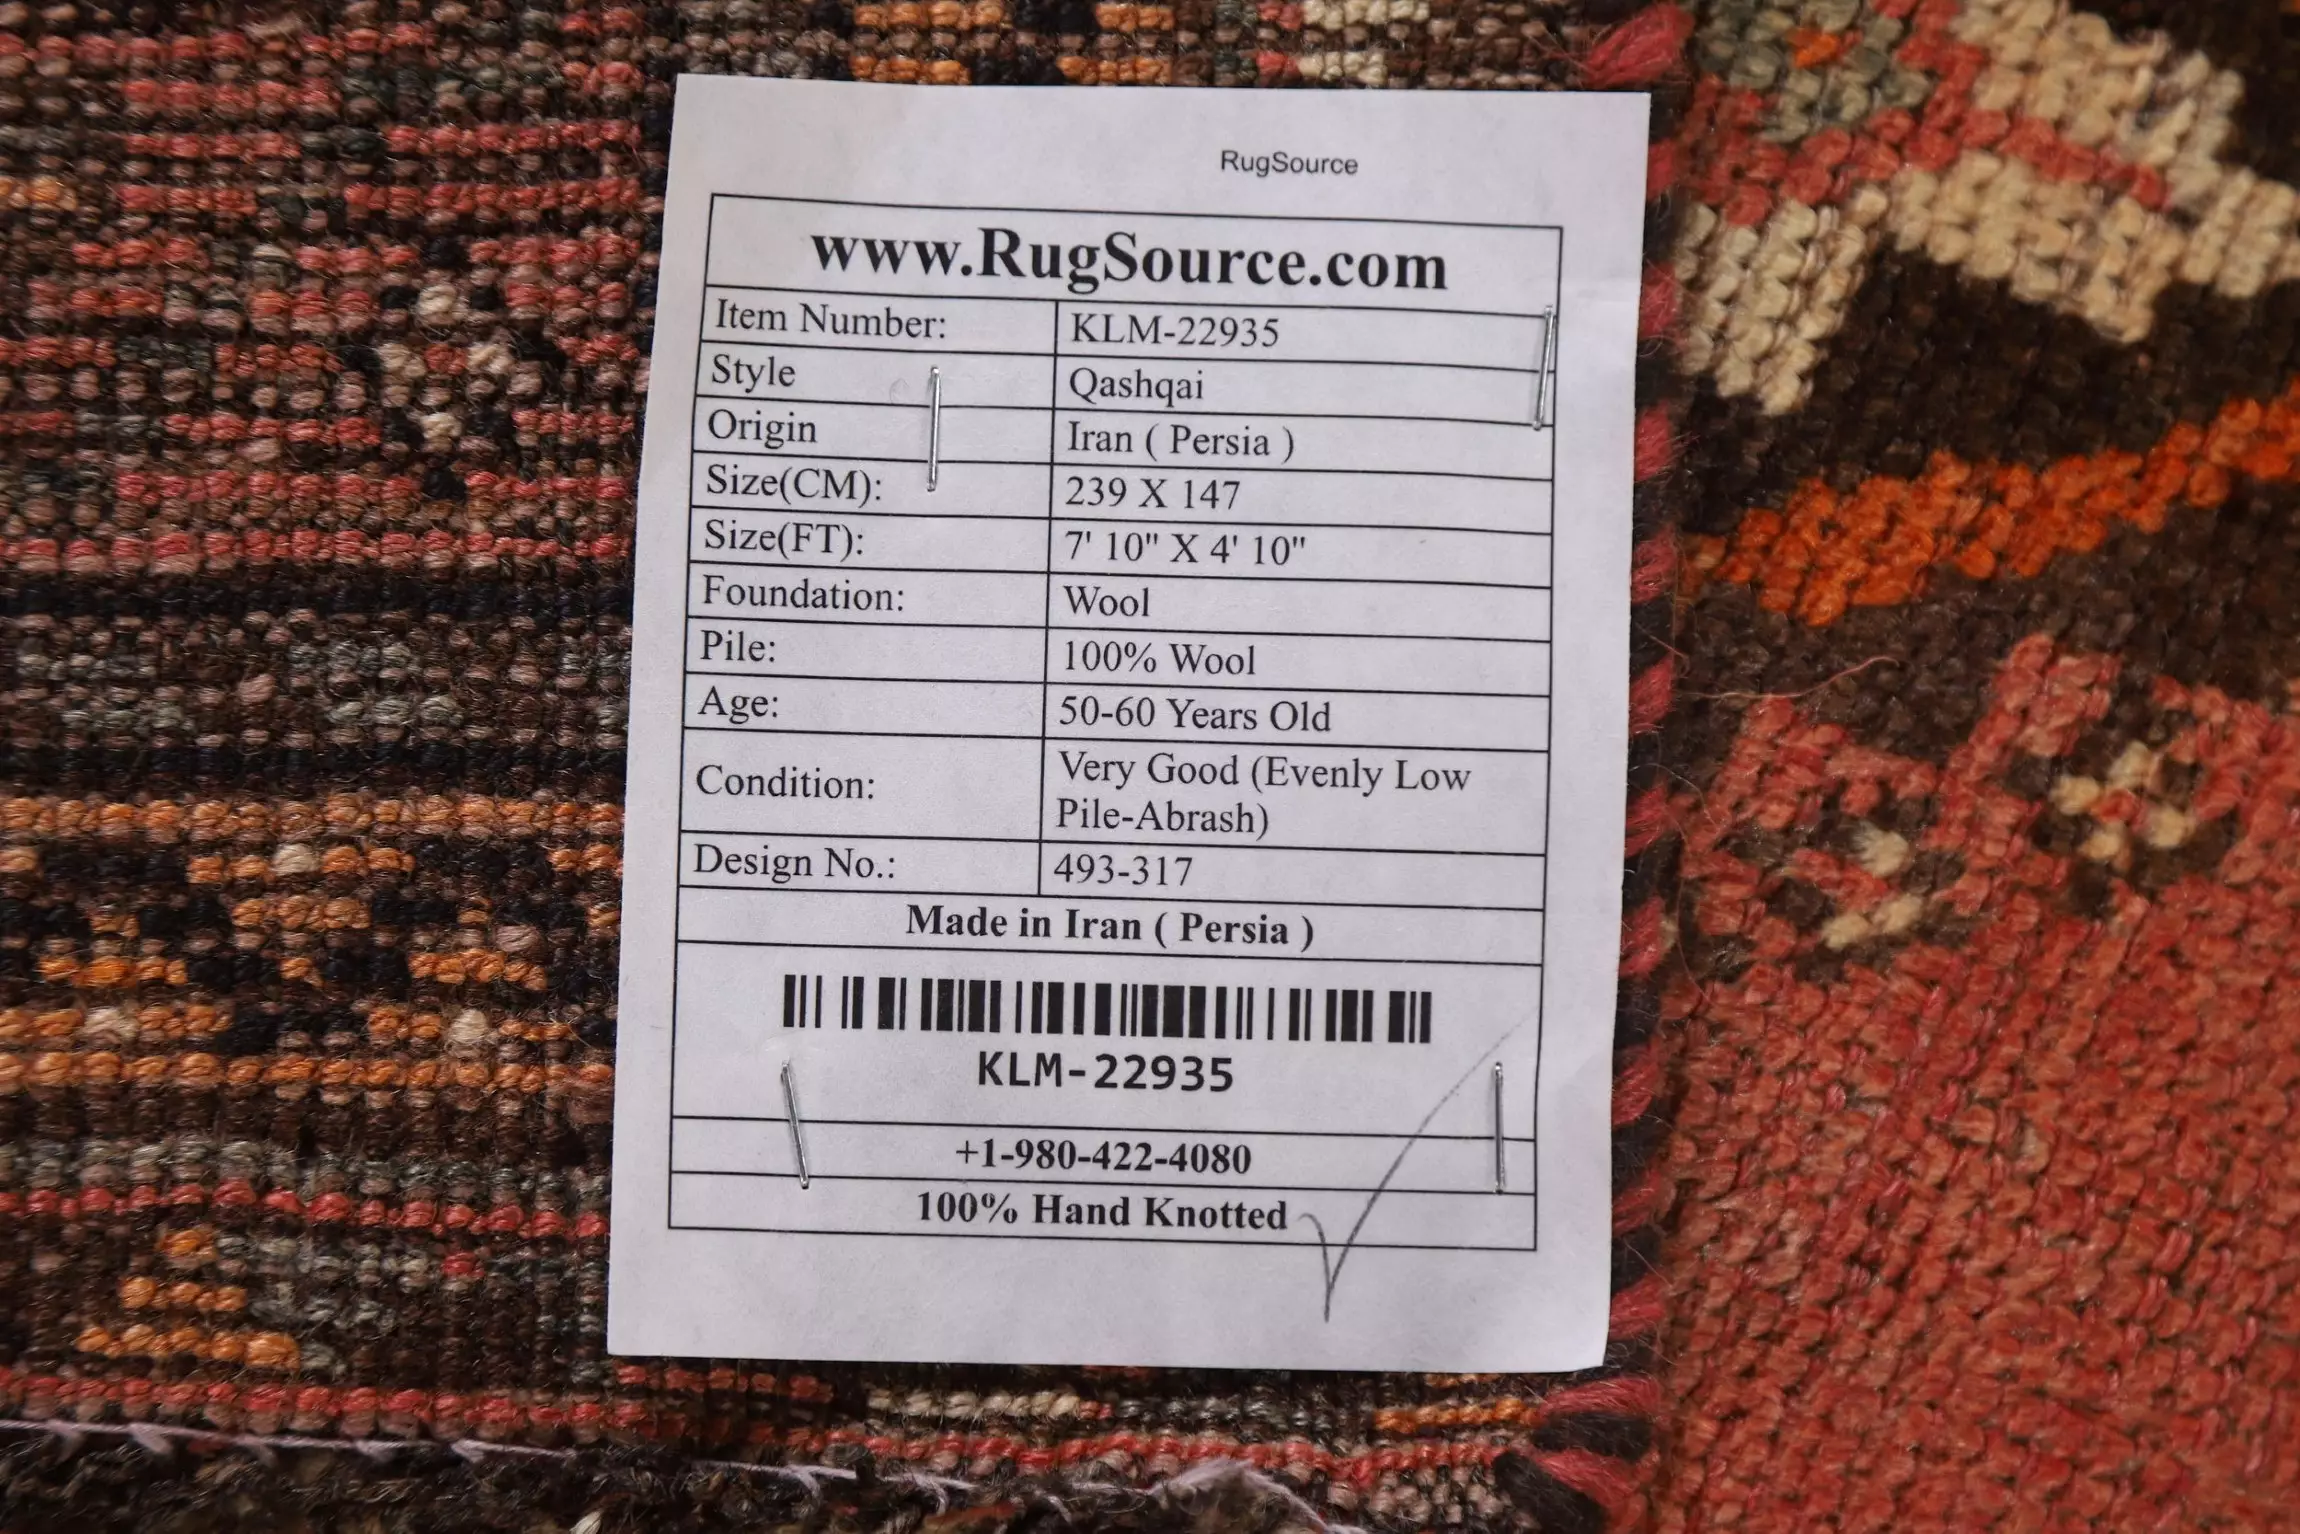 RugSource
www.RugSource.com
Item Number: KLM-22935
Style Qashqai
Origin Iran ( Persia )
Size(CM): 239 X 147
Size(FT): 7' 10" X 4' 10"
Foundation: Wool
Pile: 100% Wool
Age: 50-60 Years Old
Condition: Very Good (Evenly Low
Pile-Abrash)
Design No.: 493-317
Made in Iran ( Persia )
KLM-22935
+1-980-422-4080
100% Hand Knotted